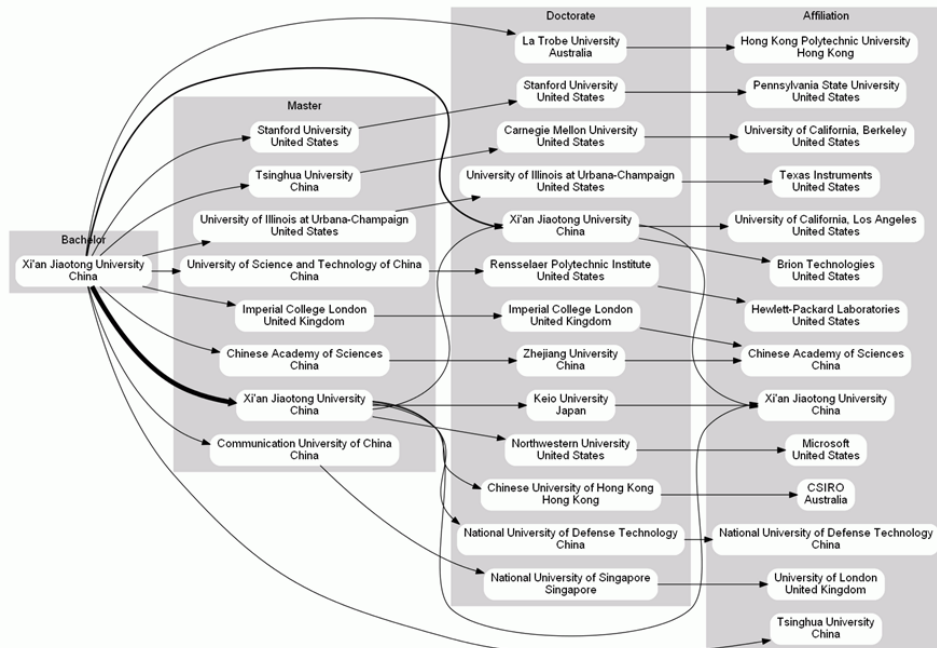 Bachelor
Xi'an Jiaotong University
China
Master
Stanford University
United States
Tsinghua University
China
University of Illinois at Urbana-Champaign
United States
University of Science and Technology of China
China
Imperial College London
United Kingdom
Chinese Academy of Sciences
China
Xi'an Jiaotong University
China
Communication University of China
China
Doctorate
La Trobe University
Australia
Stanford University
United States
Carnegie Mellon University
United States
University of Illinois at Urbana-Champaign
United States
Xi'an Jiaotong University
China
Rensselaer Polytechnic Institute
United States
Imperial College London
United Kingdom
Zhejiang University
China
Keio University
Japan
Northwestern University
United States
Chinese University of Hong Kong
Hong Kong
National University of Defense Technology
China
National University of Singapore
Singapore
Affiliation
Hong Kong Polytechnic University
Hong Kong
Pennsylvania State University
United States
University of California, Berkeley
United States
Texas Instruments
United States
University of California, Los Angeles
United States
Brion Technologies
United States
Hewlett-Packard Laboratories
United States
Chinese Academy of Sciences
China
Xi'an Jiaotong University
China
Microsoft
United States
CSIRO
Australia
National University of Defense Technology
China
University of London
United Kingdom
Tsinghua University
China